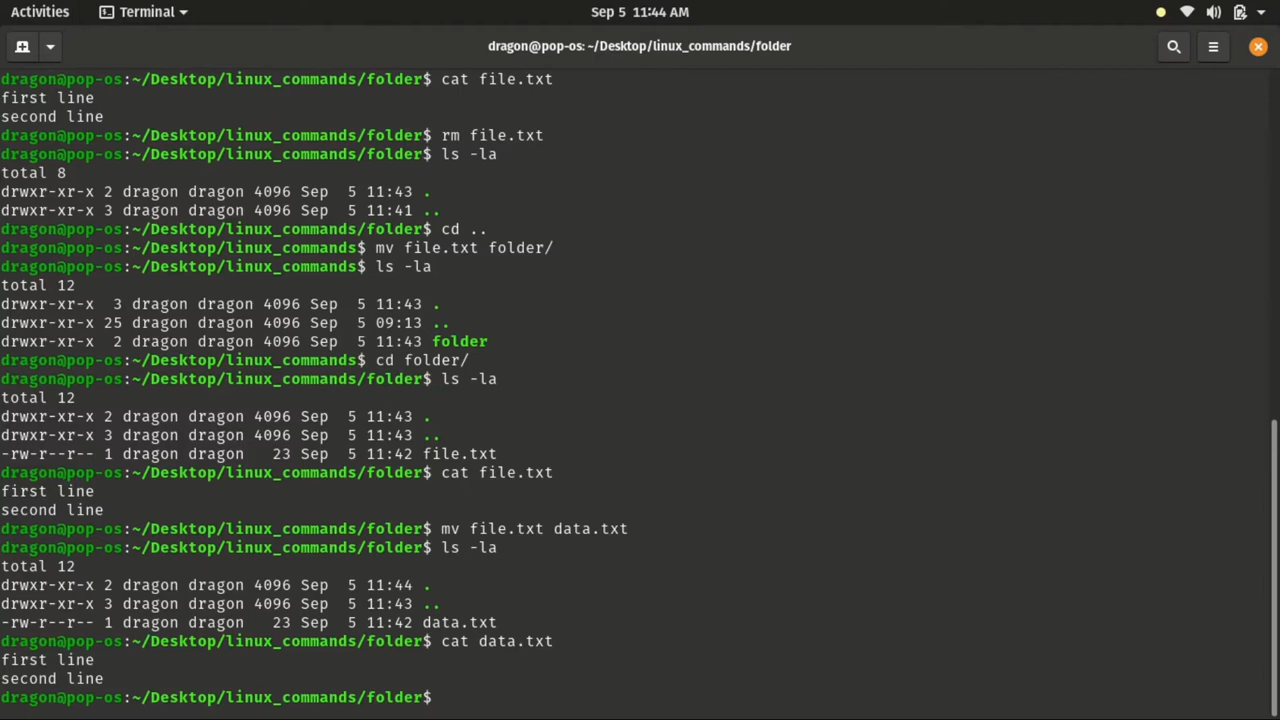 Activities Terminal Sep 5 11:44 AM
dragon@pop-os: ~/Desktop/linux_commands/folder
dragon@pop-os:~/Desktop/linux_commands/folder$ cat file.txt
first line
second line
dragon@pop-os:~/Desktop/linux_commands/folder$ rm file.txt
dragon@pop-os:~/Desktop/linux_commands/folder$ ls -la
total 8
drwxr-xr-x 2 dragon dragon 4096 Sep  5 11:43 .
drwxr-xr-x 3 dragon dragon 4096 Sep  5 11:41 ..
dragon@pop-os:~/Desktop/linux_commands/folder$ cd ..
dragon@pop-os:~/Desktop/linux_commands$ mv file.txt folder/
dragon@pop-os:~/Desktop/linux_commands$ ls -la
total 12
drwxr-xr-x  3 dragon dragon 4096 Sep  5 11:43 .
drwxr-xr-x 25 dragon dragon 4096 Sep  5 09:13 ..
drwxr-xr-x  2 dragon dragon 4096 Sep  5 11:43 folder
dragon@pop-os:~/Desktop/linux_commands$ cd folder/
dragon@pop-os:~/Desktop/linux_commands/folder$ ls -la
total 12
drwxr-xr-x 2 dragon dragon 4096 Sep  5 11:43 .
drwxr-xr-x 3 dragon dragon 4096 Sep  5 11:43 ..
-rw-r--r-- 1 dragon dragon   23 Sep  5 11:42 file.txt
dragon@pop-os:~/Desktop/linux_commands/folder$ cat file.txt
first line
second line
dragon@pop-os:~/Desktop/linux_commands/folder$ mv file.txt data.txt
dragon@pop-os:~/Desktop/linux_commands/folder$ ls -la
total 12
drwxr-xr-x 2 dragon dragon 4096 Sep  5 11:44 .
drwxr-xr-x 3 dragon dragon 4096 Sep  5 11:43 ..
-rw-r--r-- 1 dragon dragon   23 Sep  5 11:42 data.txt
dragon@pop-os:~/Desktop/linux_commands/folder$ cat data.txt
first line
second line
dragon@pop-os:~/Desktop/linux_commands/folder$